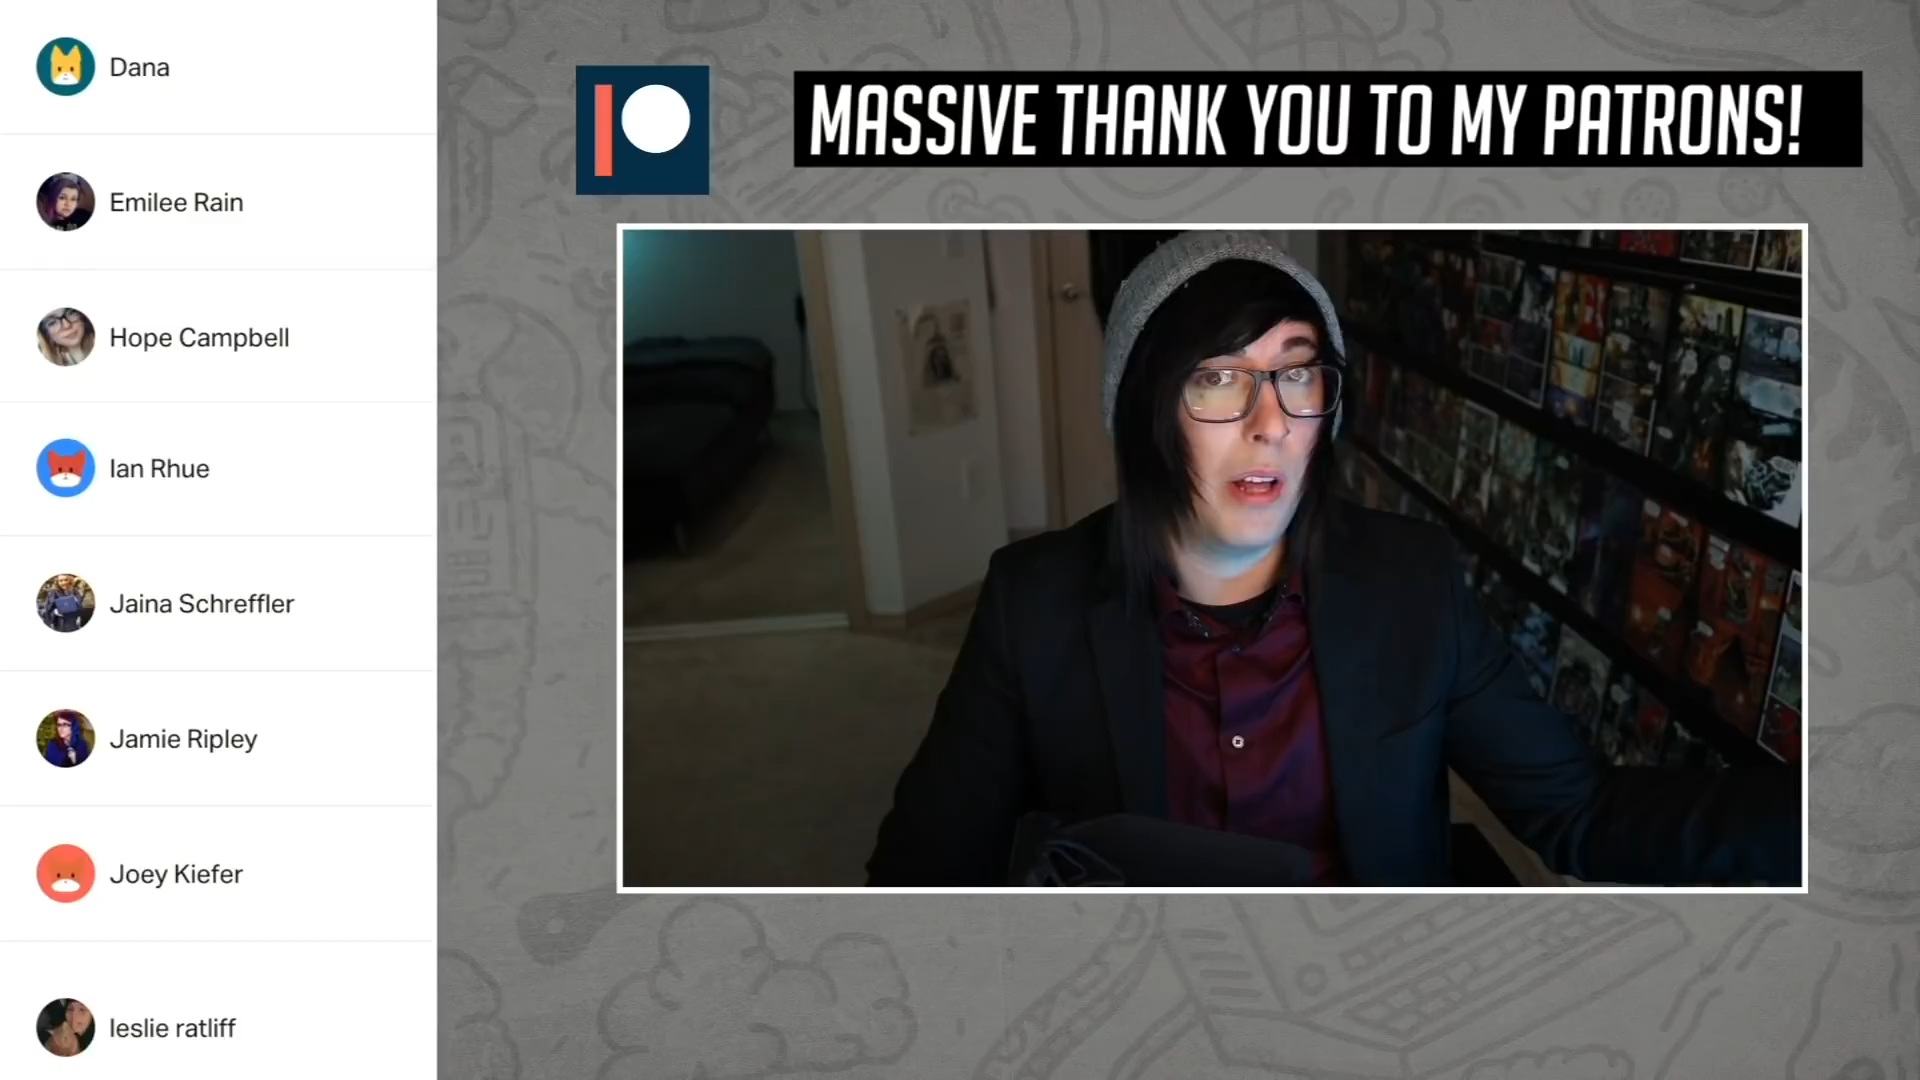 Dana
MASSIVE THANK YOU TO MY PATRONS!
Emilee Rain
Hope Campbell
Ian Rhue
Jaina Schreffler
Jamie Ripley
Joey Kiefer
leslie ratliff